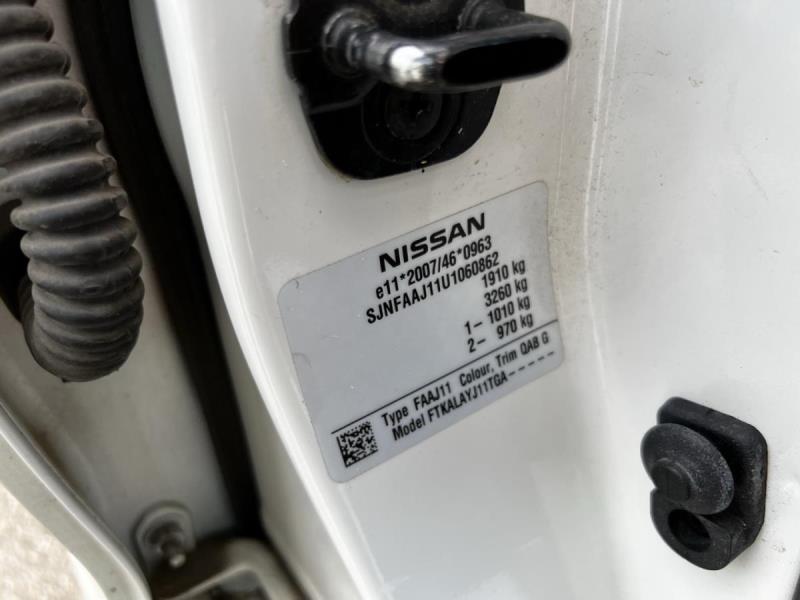 NISSAN
e11*2007/46*0963
SJNFAAJ11U1060862
1910 kg
3260 kg
1- 1010 kg
2- 970 kg
Type FAAJ11 Colour, Trim QAB G
Model FTKALAYJ11TGA-----